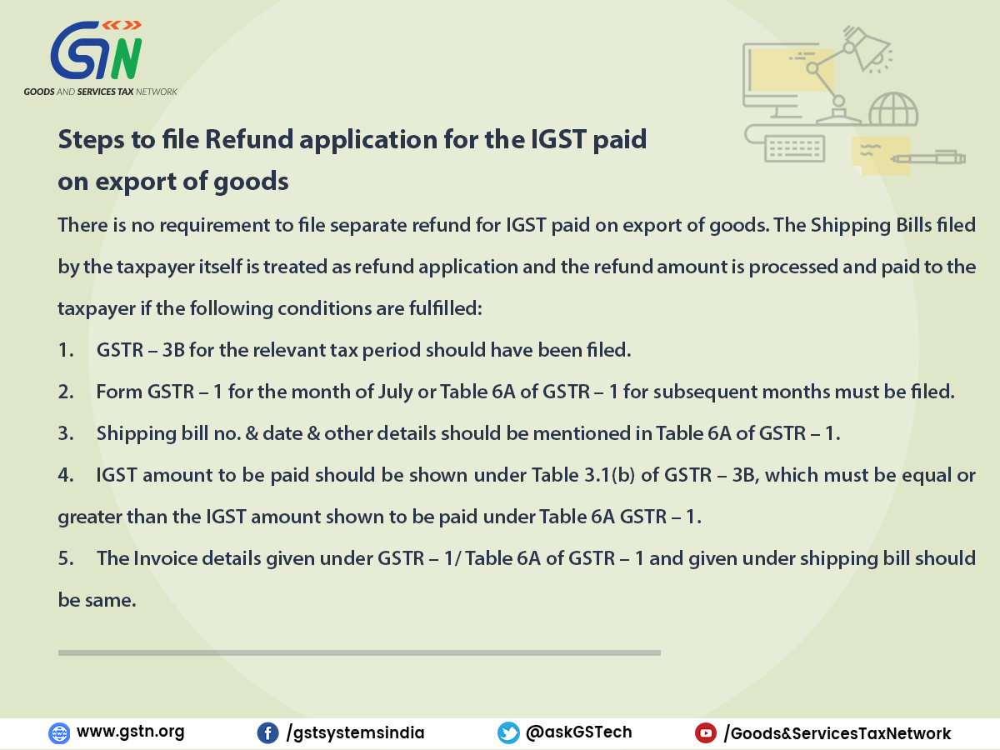 GSTN
GOODS AND SERVICES TAX NETWORK
Steps to file Refund application for the IGST paid
on export of goods
There is no requirement to file separate refund for IGST paid on export of goods. The Shipping Bills filed
by the taxpayer itself is treated as refund application and the refund amount is processed and paid to the
taxpayer if the following conditions are fulfilled:
1. GSTR – 3B for the relevant tax period should have been filed.
2. Form GSTR – 1 for the month of July or Table 6A of GSTR – 1 for subsequent months must be filed.
3. Shipping bill no. & date & other details should be mentioned in Table 6A of GSTR – 1.
4. IGST amount to be paid should be shown under Table 3.1(b) of GSTR – 3B, which must be equal or
greater than the IGST amount shown to be paid under Table 6A GSTR – 1.
5. The Invoice details given under GSTR – 1/ Table 6A of GSTR – 1 and given under shipping bill should
be same.
www.gstn.org /gstsystemsindia @askGSTech /Goods&ServicesTaxNetwork